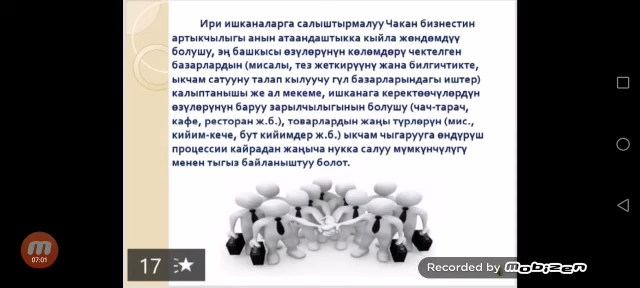 Ири ишканаларга салыштырмалуу Чакан бизнестин
артыкчылыгы анын атаандаштыкка кыйла жөндөмдүү
болушу, эң башкысы өзүлөрүнүн көлөмдөрү чектелген
базарлардын (мисалы, тез жеткирүүнү жана билгичтикте,
ыкчам сатууну талап кылуучу гүл базарларындагы иштер)
калыптанышы же ал мекеме, ишканага керектөөчүлөрдүн
өзүлөрүнүн баруу зарылчылыгынын болушу (чач-тарач,
кафе, ресторан ж.б.), товарлардын жаңы түрлөрүн (мис.,
кийим-кече, бут кийимдер ж.б.) ыкчам чыгарууга өндүрүш
процессии кайрадан жаңыча нукка салуу мүмкүнчүлүгү
менен тыгыз байланыштуу болот.
07:01
17
Recorded by mobizen